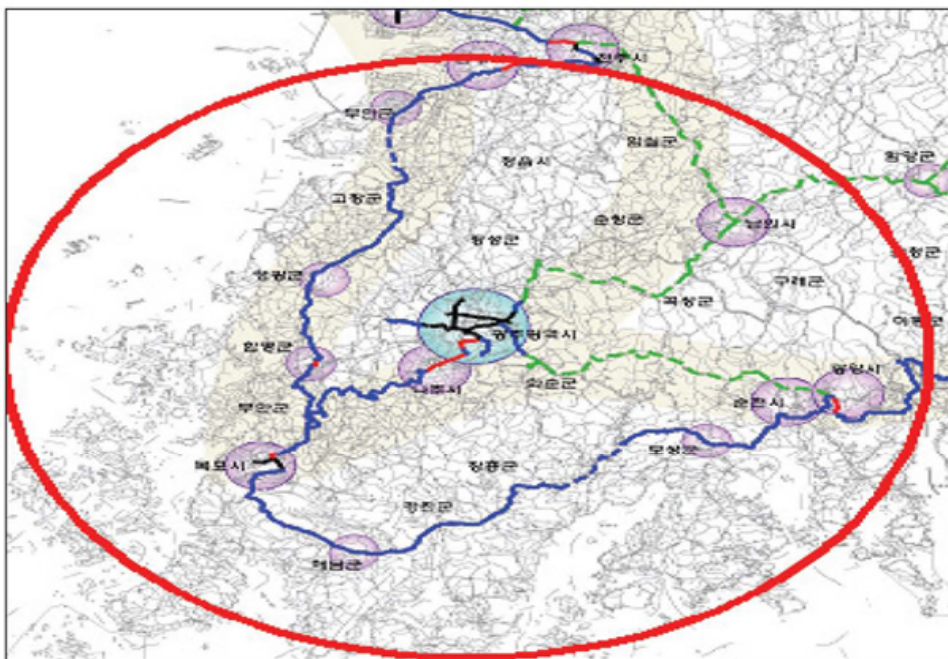 전주시
부안군
임실군
정읍시
함양군
고창군
순창군
남원시
장성군
영광군
구례군
곡성군
광주광역시
함평군
나주시
화순군
광양시
무안군
순천시
목포시
보성군
장흥군
강진군
해남군